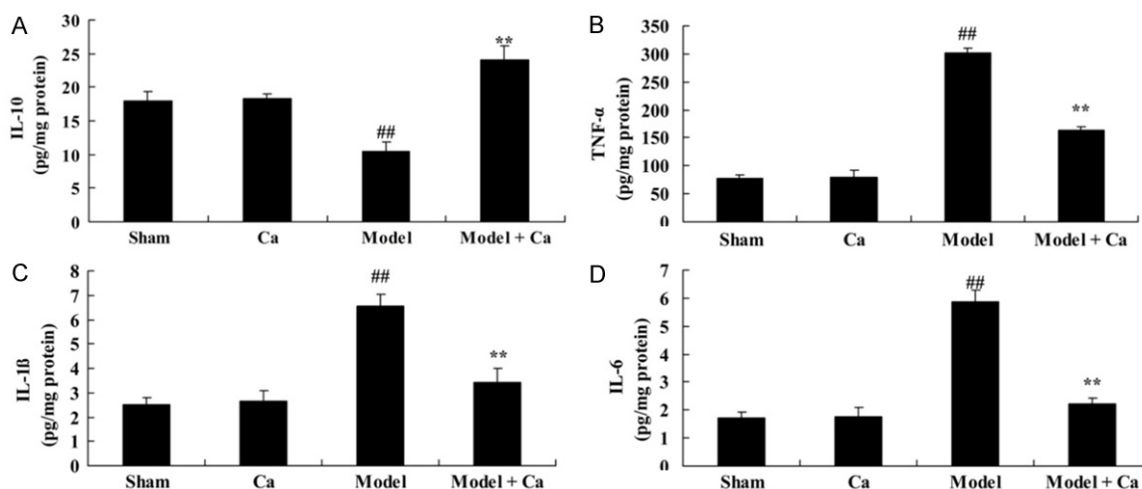 A
IL-10
(pg/mg protein)
30
25
20
15
10
5
0
##
**
Sham Ca Model Model + Ca
B
TNF-α
(pg/mg protein)
350
300
250
200
150
100
50
0
##
**
Sham Ca Model Model + Ca
C
IL-1ß
(pg/mg protein)
8
7
6
5
4
3
2
1
0
##
**
Sham Ca Model Model + Ca
D
IL-6
(pg/mg protein)
7
6
5
4
3
2
1
0
##
**
Sham Ca Model Model + Ca